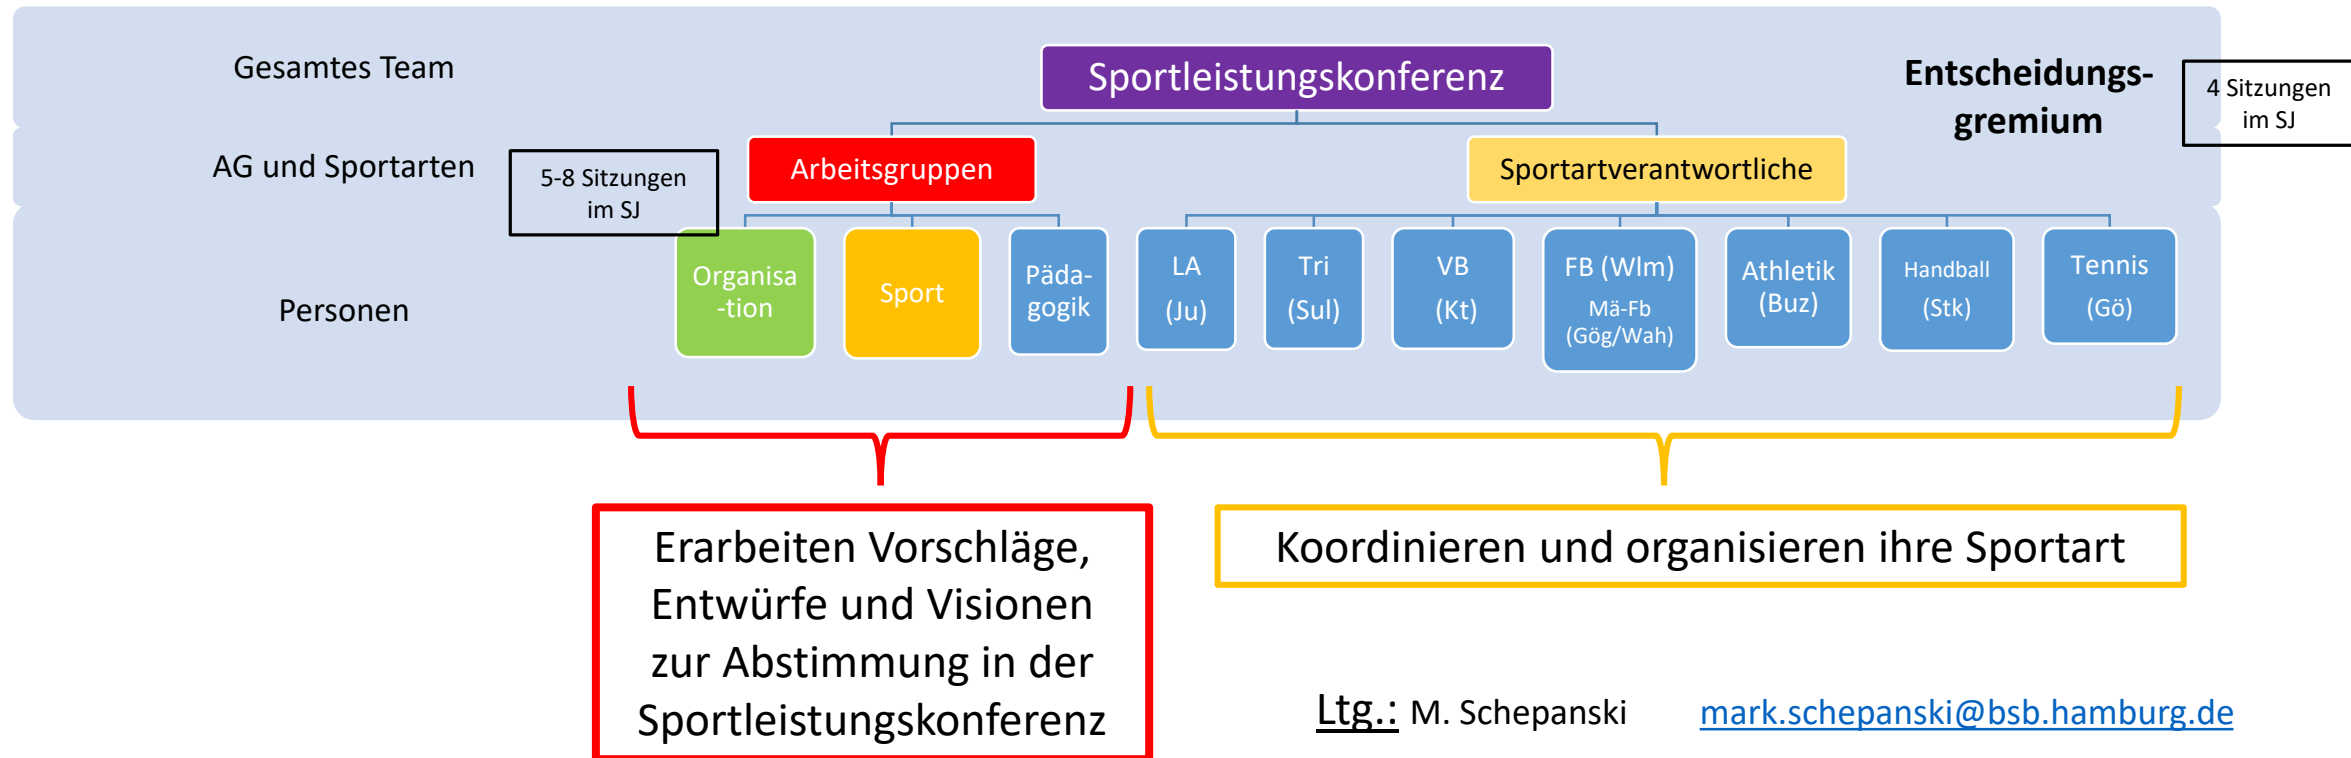 Gesamtes Team
Sportleistungskonferenz
Entscheidungs-
gremium
4 Sitzungen
im SJ
AG und Sportarten
5-8 Sitzungen
im SJ
Arbeitsgruppen
Sportartverantwortliche
Personen
Organisa
-tion
Sport
Päda-
gogik
LA
(Ju)
Tri
(Sul)
VB
(Kt)
FB (Wlm)
Mä-Fb
(Gög/Wah)
Athletik
(Buz)
Handball
(Stk)
Tennis
(Gö)
Erarbeiten Vorschläge,
Entwürfe und Visionen
zur Abstimmung in der
Sportleistungskonferenz
Koordinieren und organisieren ihre Sportart
Ltg.: M. Schepanski mark.schepanski@bsb.hamburg.de